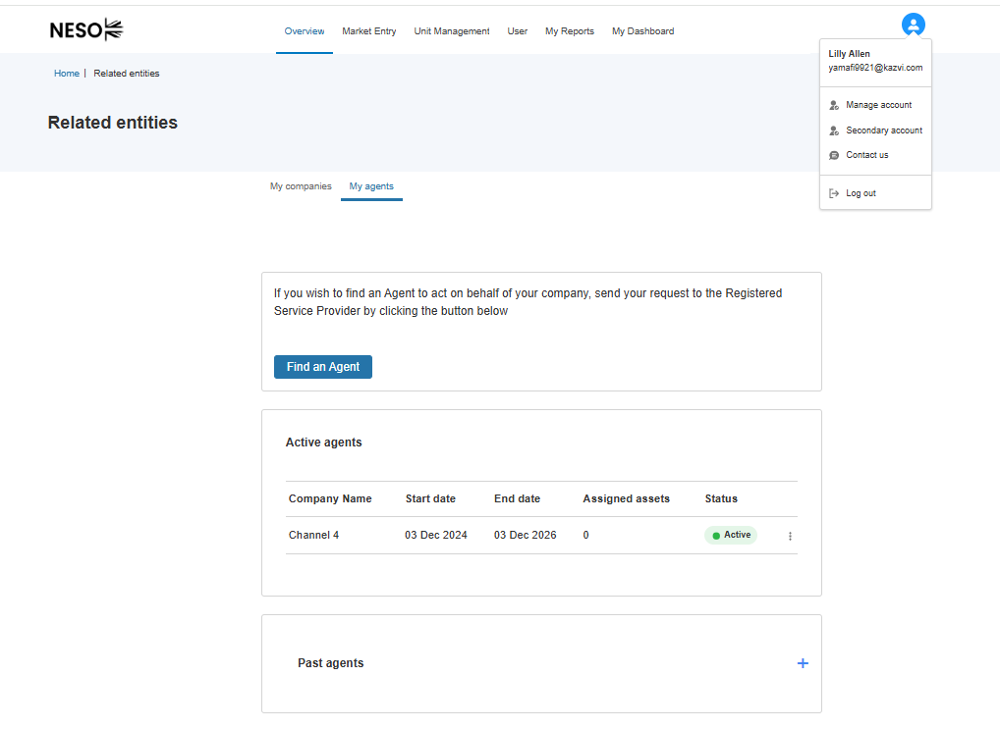 NESO
Overview Market Entry Unit Management User My Reports My Dashboard
Lilly Allen
yamafi9921@kazvi.com
Manage account
Secondary account
Contact us
Log out
Home | Related entities
Related entities
My companies My agents
If you wish to find an Agent to act on behalf of your company, send your request to the Registered
Service Provider by clicking the button below
Find an Agent
Active agents
Company Name Start date End date Assigned assets Status
Channel 4 03 Dec 2024 03 Dec 2026 0 Active
Past agents